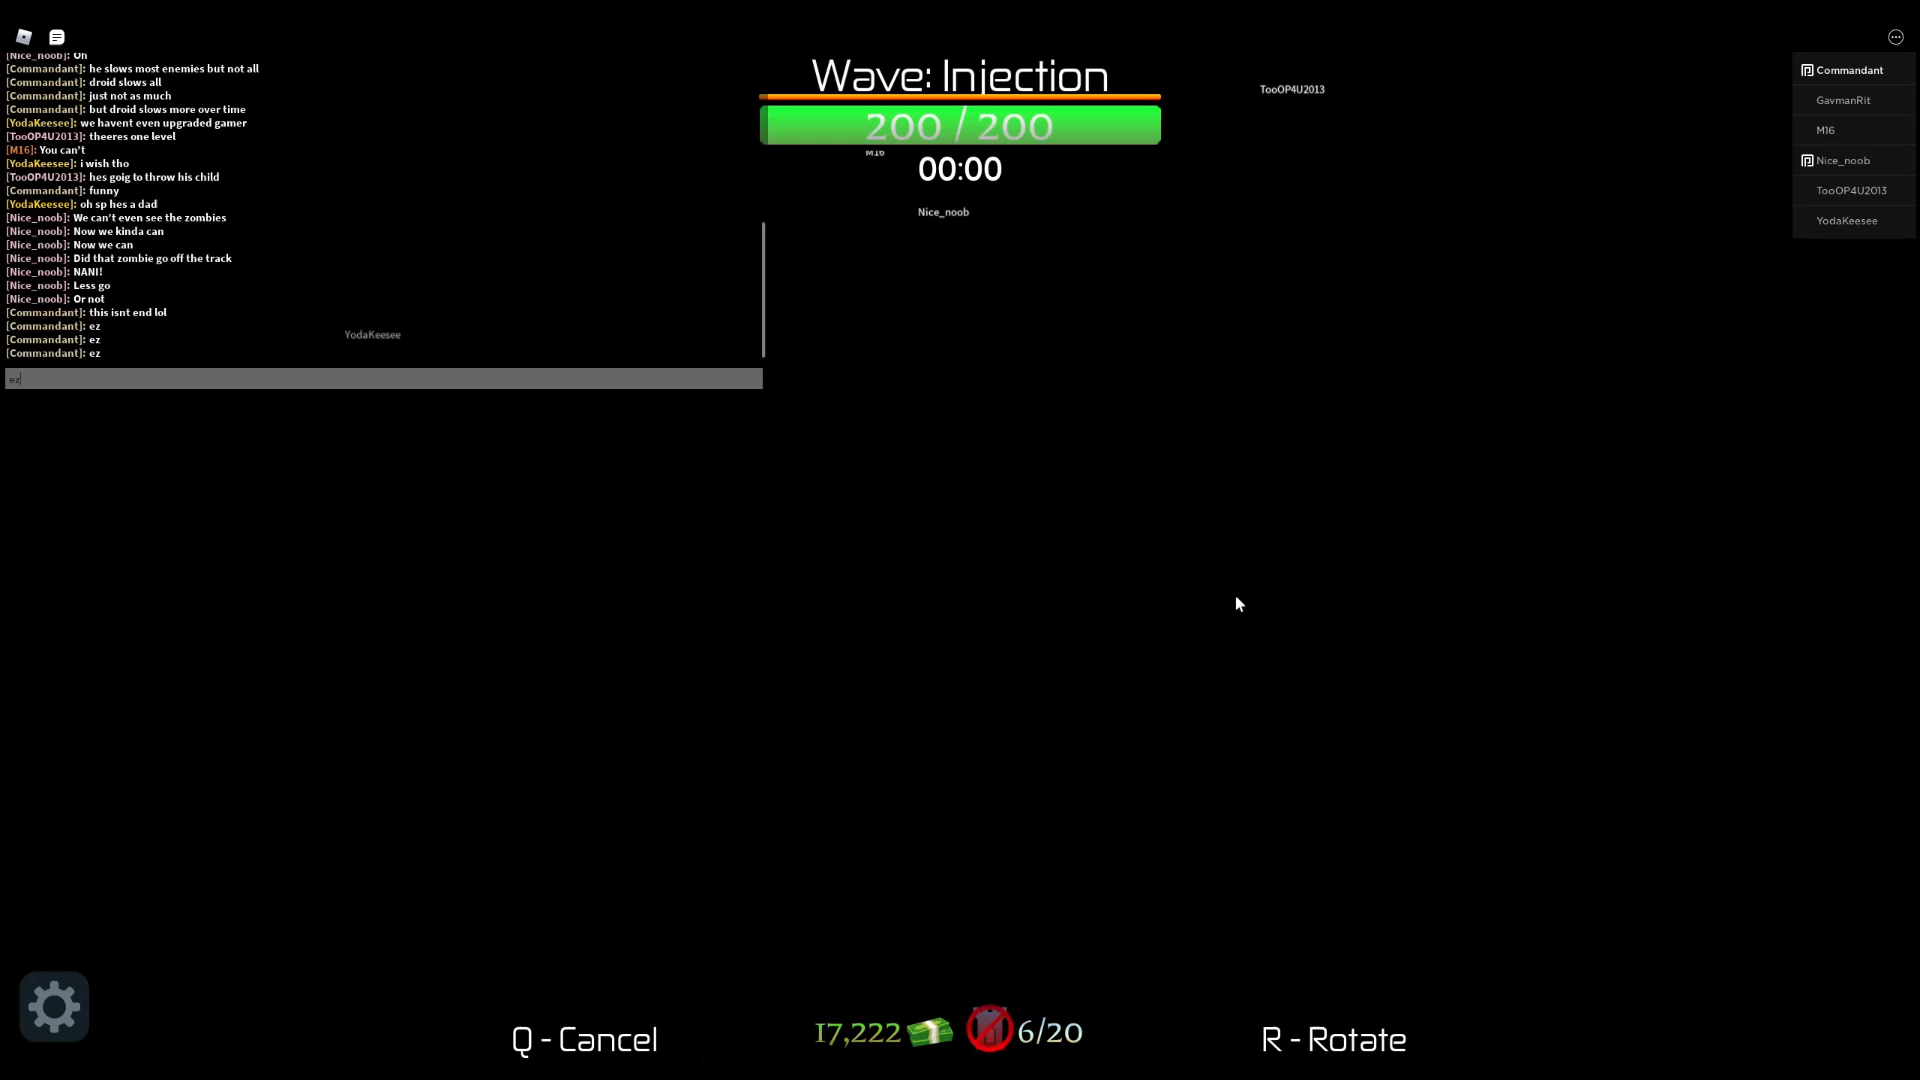 [Nice_noob]: Oh
[Commandant]: he slows most enemies but not all
[Commandant]: droid slows all
[Commandant]: just not as much
[Commandant]: but droid slows more over time
[YodaKeesee]: we havent even upgraded gamer
[TooOP4U2013]: theeres one level
[M16]: You can't
[YodaKeesee]: i wish tho
[TooOP4U2013]: hes goig to throw his child
[Commandant]: funny
[YodaKeesee]: oh sp hes a dad
[Nice_noob]: We can't even see the zombies
[Nice_noob]: Now we kinda can
[Nice_noob]: Now we can
[Nice_noob]: Did that zombie go off the track
[Nice_noob]: NANI!
[Nice_noob]: Less go
[Nice_noob]: Or not
[Commandant]: this isnt end lol
[Commandant]: ez
[Commandant]: ez
[Commandant]: ez
ez
YodaKeesee
Wave: Injection
200 / 200
M16
00:00
Nice_noob
TooOP4U2013
Commandant
GavmanRit
M16
Nice_noob
TooOP4U2013
YodaKeesee
Q - Cancel
17,222
6/20
R - Rotate